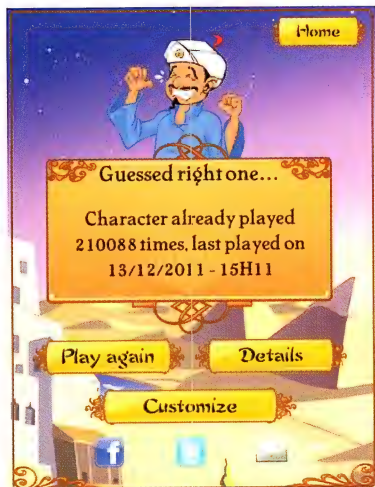 Home
Guessed right one...
Character already played
210088 times, last played on
13/12/2011 - 15H11
Play again
Details
Customize
f